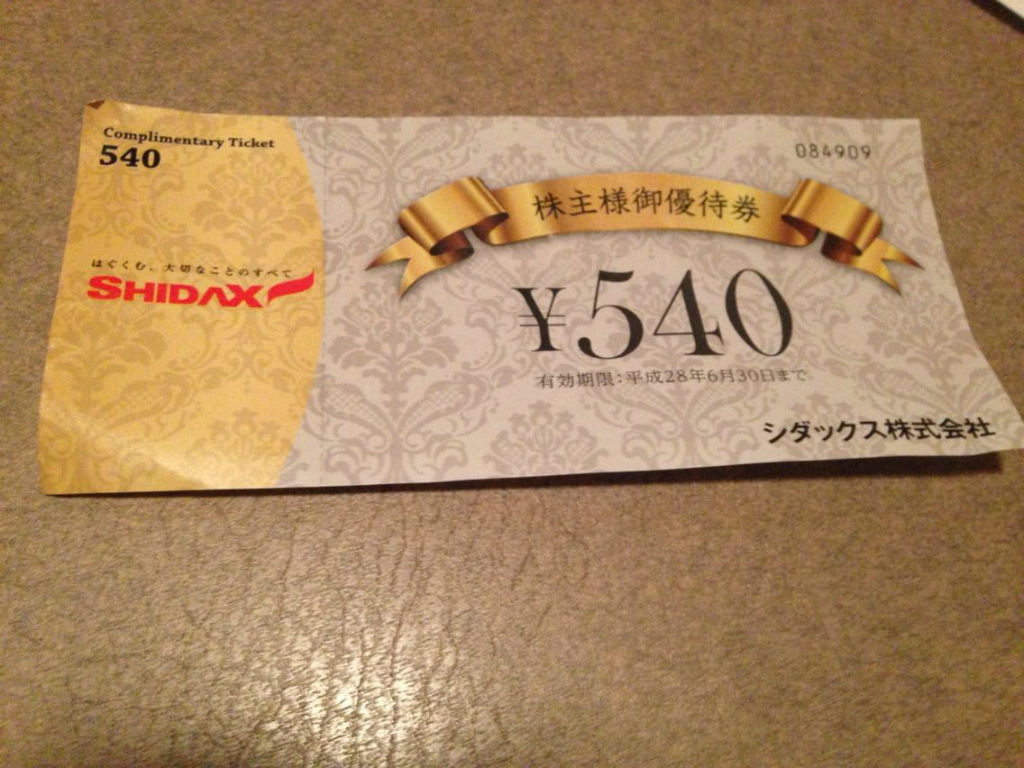 Complimentary Ticket
540
はぐくむ、大切なことのすべて
SHIDAX
084909
株主様御優待券
¥540
有効期限:平成28年6月30日まで
シダックス株式会社